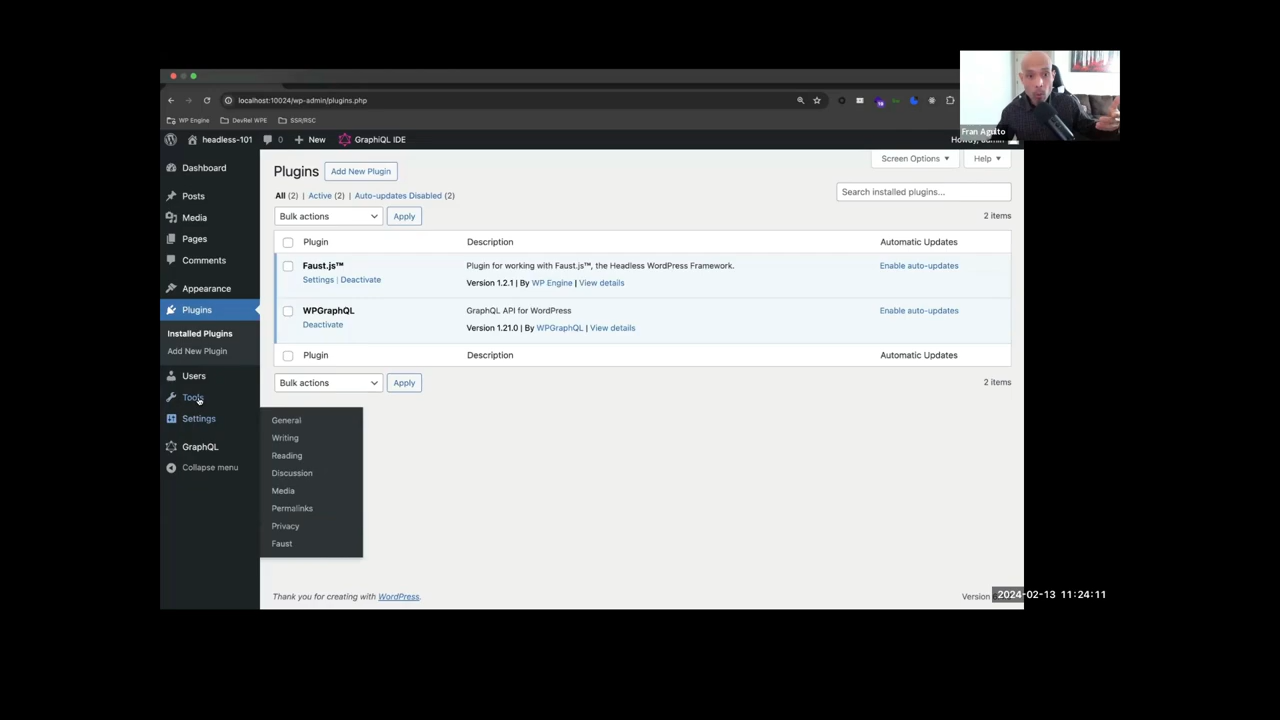 localhost:10024/wp-admin/plugins.php
WP Engine DevRel WPE SSR/RSC
Fran Agulto
headless-101 0 New GraphiQL IDE
Howdy, admin
Dashboard
Posts
Media
Pages
Comments
Appearance
Plugins
Installed Plugins
Add New Plugin
Users
Tools
Settings
GraphQL
Collapse menu
General
Writing
Reading
Discussion
Media
Permalinks
Privacy
Faust
Screen Options Help
Plugins Add New Plugin
All (2) | Active (2) | Auto-updates Disabled (2)
Search installed plugins...
Bulk actions Apply
2 items
Plugin Description Automatic Updates
Faust.js™ Plugin for working with Faust.js™, the Headless WordPress Framework. Enable auto-updates
Settings | Deactivate Version 1.2.1 | By WP Engine | View details
WPGraphQL GraphQL API for WordPress Enable auto-updates
Deactivate Version 1.21.0 | By WPGraphQL | View details
Plugin Description Automatic Updates
Bulk actions Apply 2 items
Thank you for creating with WordPress. Version
2024-02-13 11:24:11